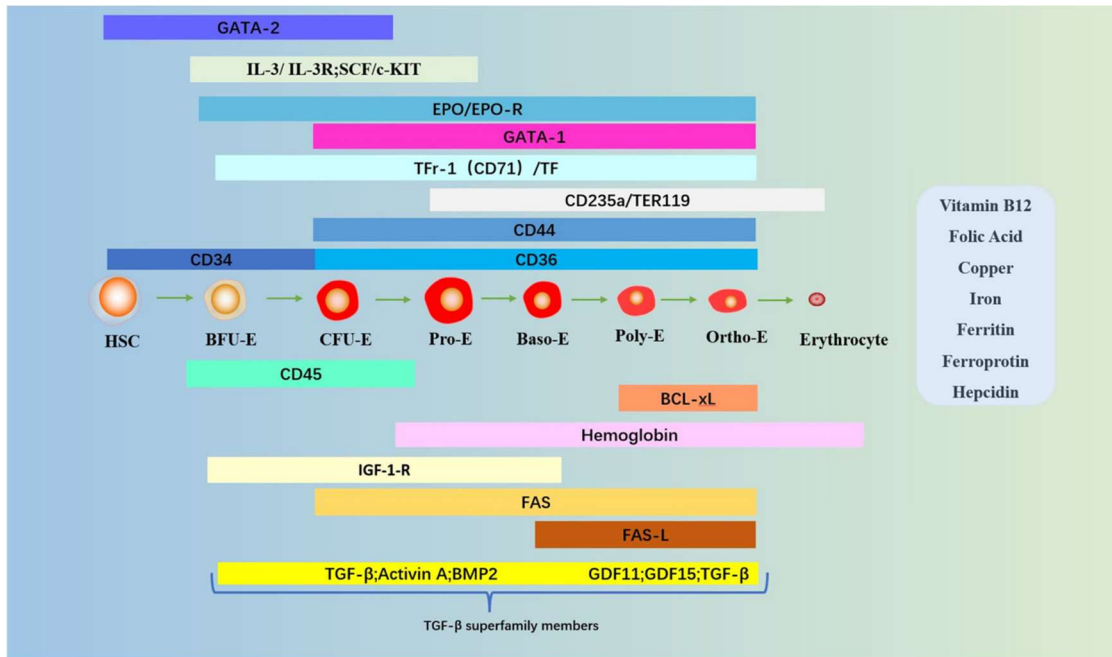 GATA-2
IL-3/ IL-3R;SCF/c-KIT
EPO/EPO-R
GATA-1
TFr-1（CD71）/TF
CD235a/TER119
CD44
CD34
CD36
HSC
BFU-E
CFU-E
Pro-E
Baso-E
Poly-E
Ortho-E
Erythrocyte
CD45
BCL-xL
Hemoglobin
IGF-1-R
FAS
FAS-L
TGF-β;Activin A;BMP2
GDF11;GDF15;TGF-β
TGF-β superfamily members
Vitamin B12
Folic Acid
Copper
Iron
Ferritin
Ferroprotin
Hepcidin